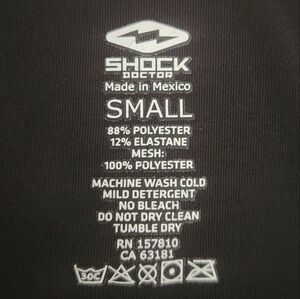 SHOCK
DOCTOR
Made in Mexico
SMALL
88% POLYESTER
12% ELASTANE
MESH:
100% POLYESTER
MACHINE WASH COLD
MILD DETERGENT
NO BLEACH
DO NOT DRY CLEAN
TUMBLE DRY
RN 157810
CA 63181
30C